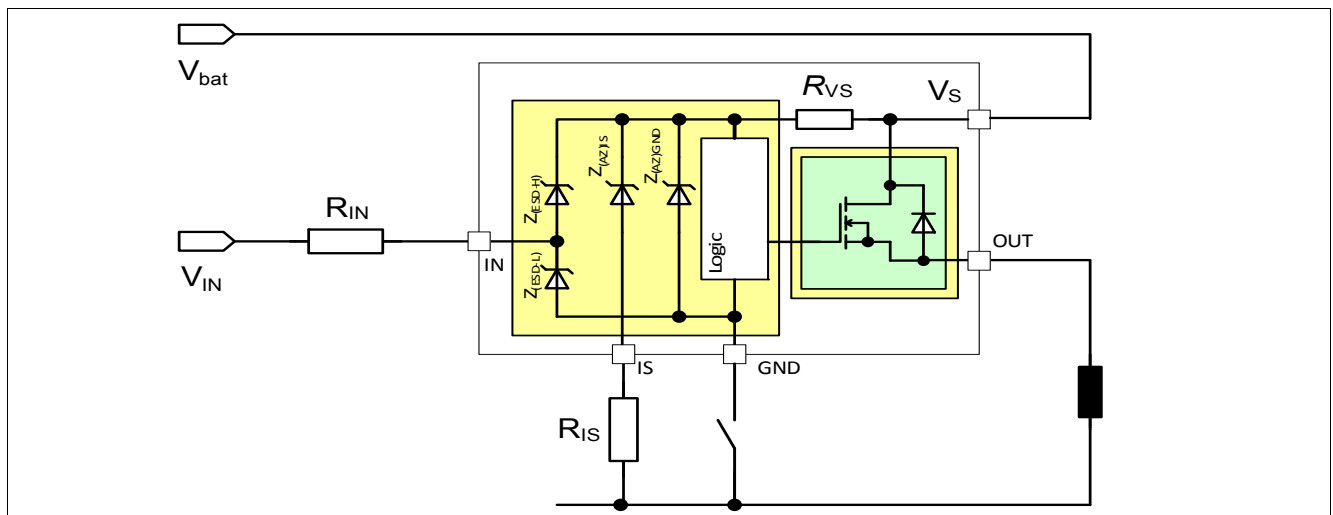 Vbat
RVS
VS
Z(AZ)IS
Z(AZ)GND
Z(ESD-H)
RIN
OUT
IN
Logic
VIN
Z(ESD-L)
IS
GND
RIS